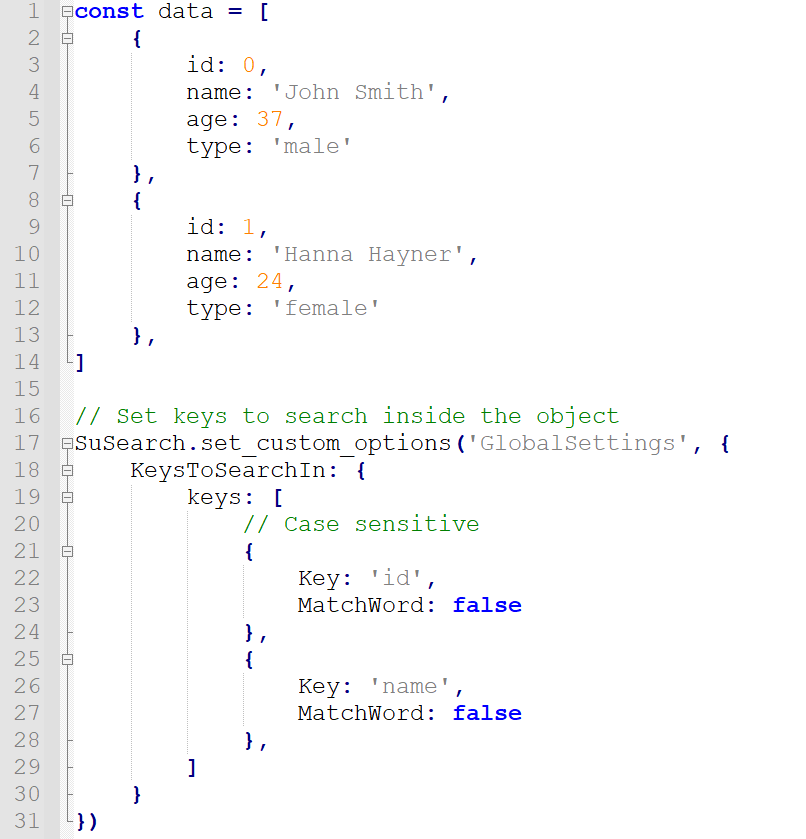 1 const data = [
2     {
3         id: 0,
4         name: 'John Smith',
5         age: 37,
6         type: 'male'
7     },
8     {
9         id: 1,
10         name: 'Hanna Hayner',
11         age: 24,
12         type: 'female'
13     },
14 ]
15
16 // Set keys to search inside the object
17 SuSearch.set_custom_options('GlobalSettings', {
18     KeysToSearchIn: {
19         keys: [
20             // Case sensitive
21             {
22                 Key: 'id',
23                 MatchWord: false
24             },
25             {
26                 Key: 'name',
27                 MatchWord: false
28             },
29         ]
30     }
31 })